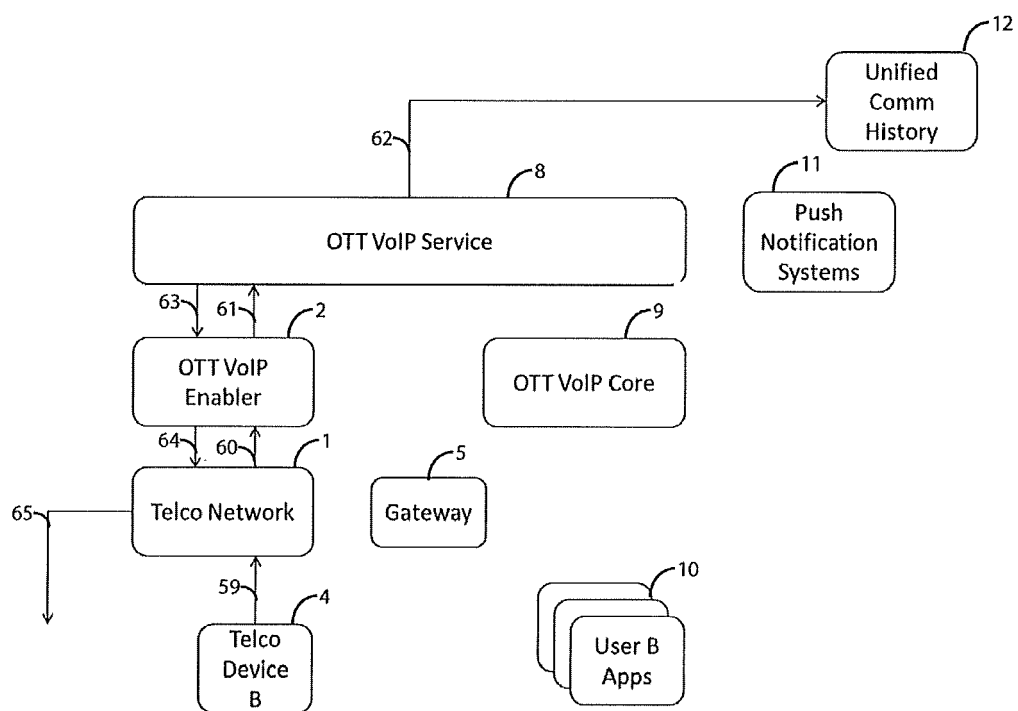 12
Unified
Comm
History
62
11
8
Push
Notification
Systems
OTT VoIP Service
63
61
2
9
OTT VoIP
Enabler
OTT VoIP Core
64
60
1
5
Telco Network
Gateway
65
59
4
10
Telco
Device
B
User B
Apps